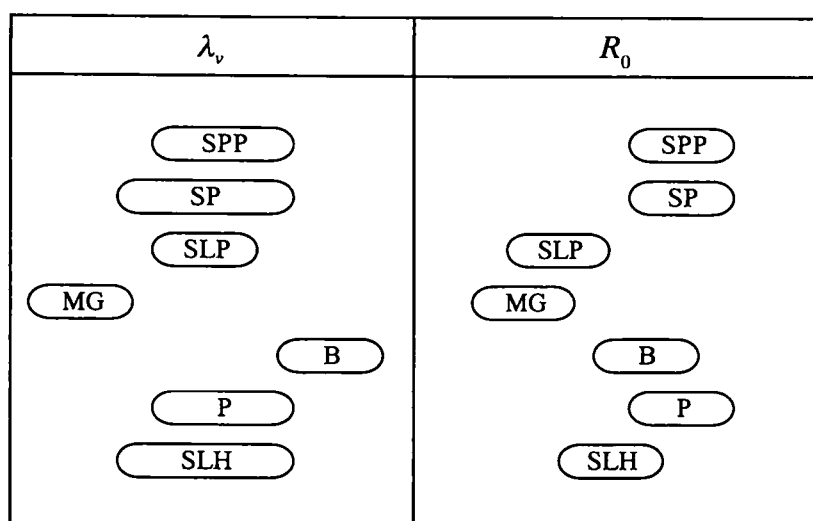 λ_v R_0
SPP SPP
SP SP
SLP SLP
MG MG
B B
P P
SLH SLH